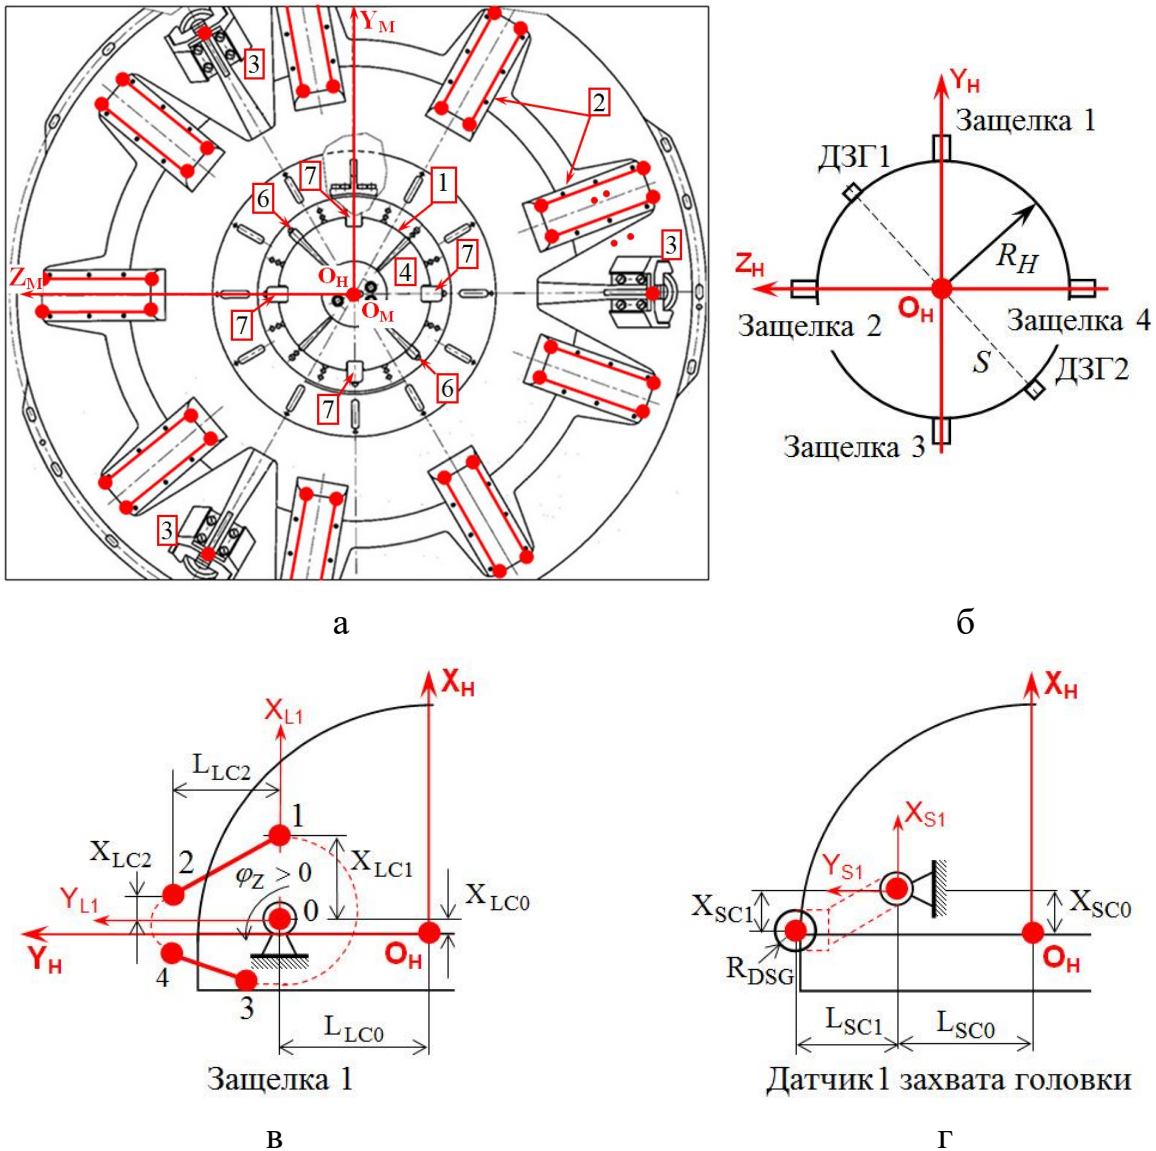 Y_M
3
2
7
1
6
3
4
7
Z_M
O_H
O_M
7
7
6
3
а
Y_H
Защелка 1
ДЗГ1
R_H
Z_H
O_H
Защелка 2
Защелка 4
S
ДЗГ2
Защелка 3
б
X_H
X_L1
L_LC2
1
X_LC2
2
φ_Z > 0
X_LC1
X_LC0
Y_L1
0
Y_H
O_H
4
3
L_LC0
Защелка 1
в
X_H
X_S1
Y_S1
X_SC1
X_SC0
R_DSG
O_H
L_SC1
L_SC0
Датчик1 захвата головки
г